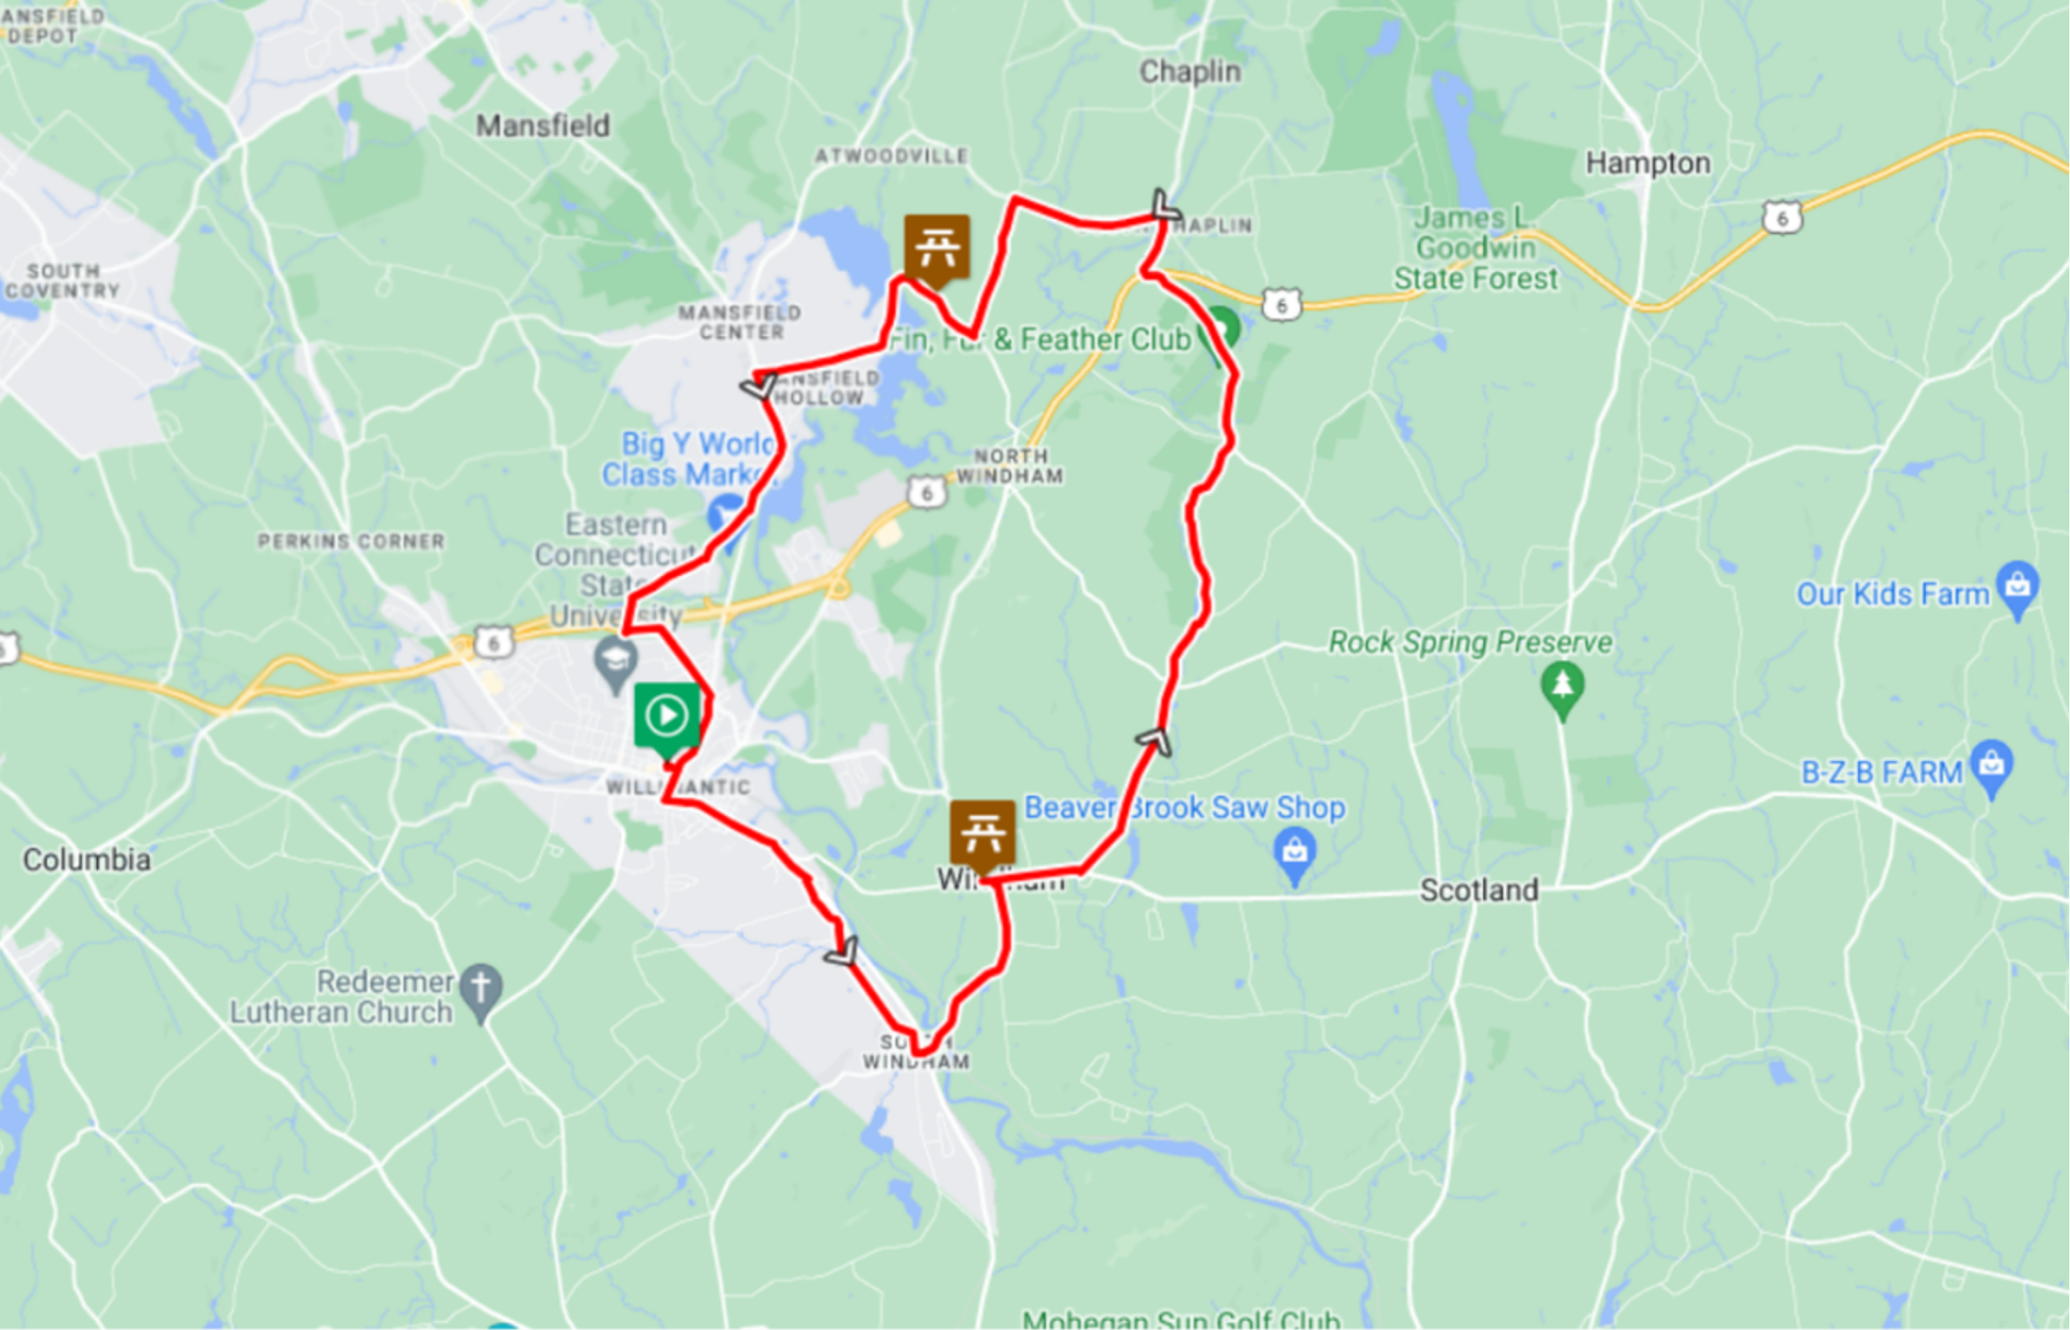 ANSFIELD
DEPOT
Chaplin
Mansfield
ATWOODVILLE
Hampton
6
HAPLIN
James L.
Goodwin
State Forest
SOUTH
COVENTRY
6
MANSFIELD
CENTER
Fin, Fur & Feather Club
ANSFIELD
HOLLOW
Big Y World
Class Marke
NORTH
WINDHAM
6
Eastern
Connecticut
State
University
PERKINS CORNER
Our Kids Farm
6
Rock Spring Preserve
WILLIMANTIC
B-Z-B FARM
Beaver Brook Saw Shop
Columbia
Windham
Scotland
Redeemer
Lutheran Church
SOUTH
WINDHAM
Mohegan Sun Golf Club